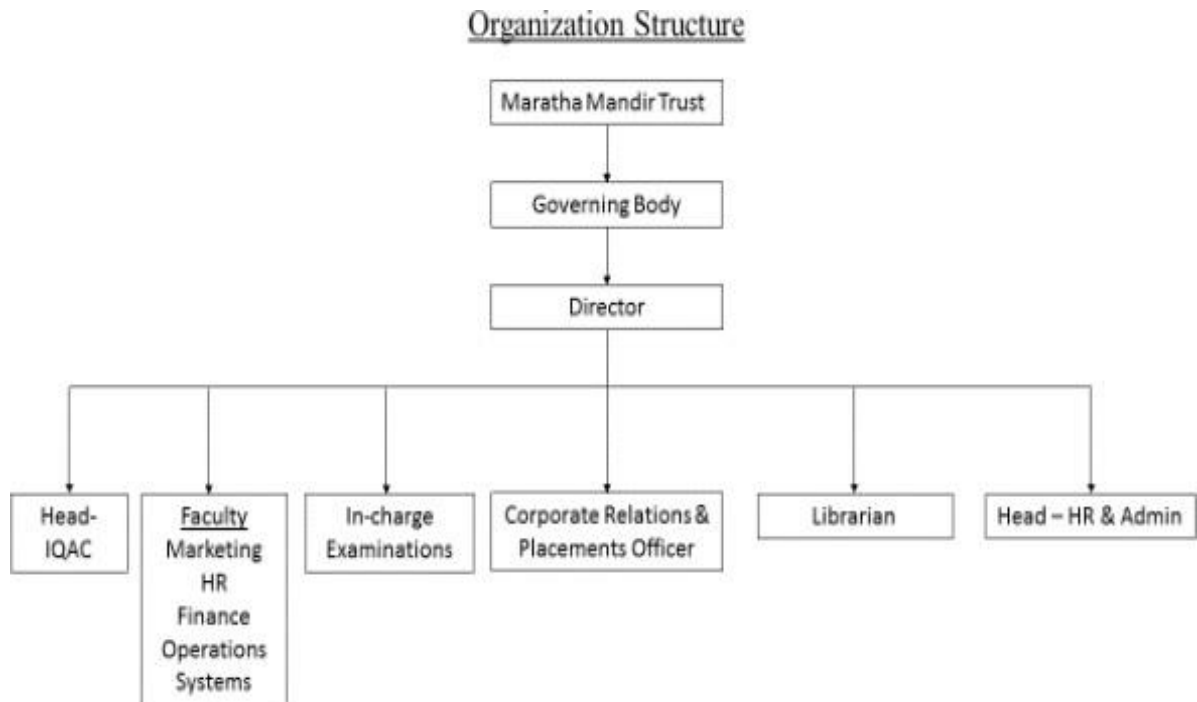 Organization Structure
Maratha Mandir Trust
Governing Body
Director
Head-
IQAC
Faculty
Marketing
HR
Finance
Operations
Systems
In-charge
Examinations
Corporate Relations &
Placements Officer
Librarian
Head – HR & Admin